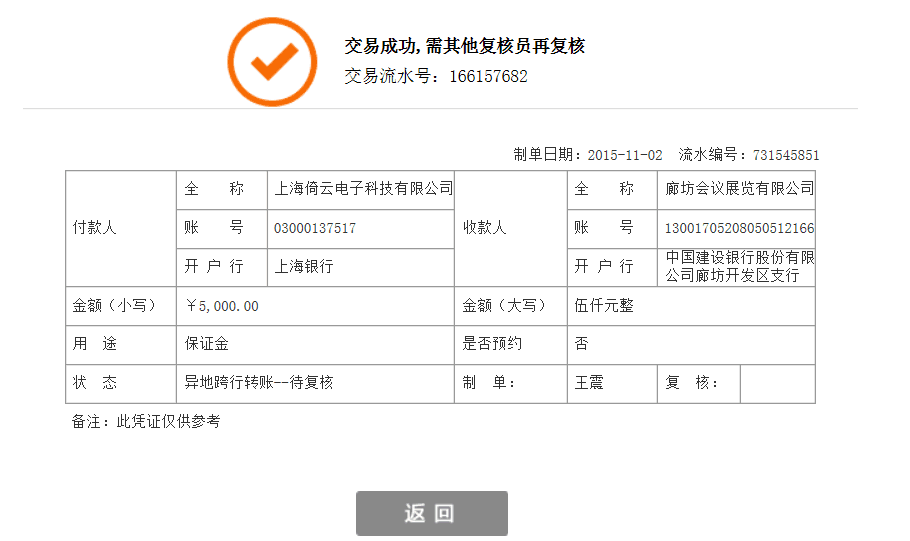 交易成功,需其他复核员再复核
交易流水号：166157682
制单日期：2015-11-02 流水编号：731545851
付款人 全 称 上海倚云电子科技有限公司 收款人 全 称 廊坊会议展览有限公司
账 号 03000137517 账 号 13001705208050512166
开 户 行 上海银行 开 户 行 中国建设银行股份有限
公司廊坊开发区支行
金额（小写） ￥5,000.00 金额（大写） 伍仟元整
用 途 保证金 是否预约 否
状 态 异地跨行转账--待复核 制 单： 王震 复 核：
备注：此凭证仅供参考
返 回